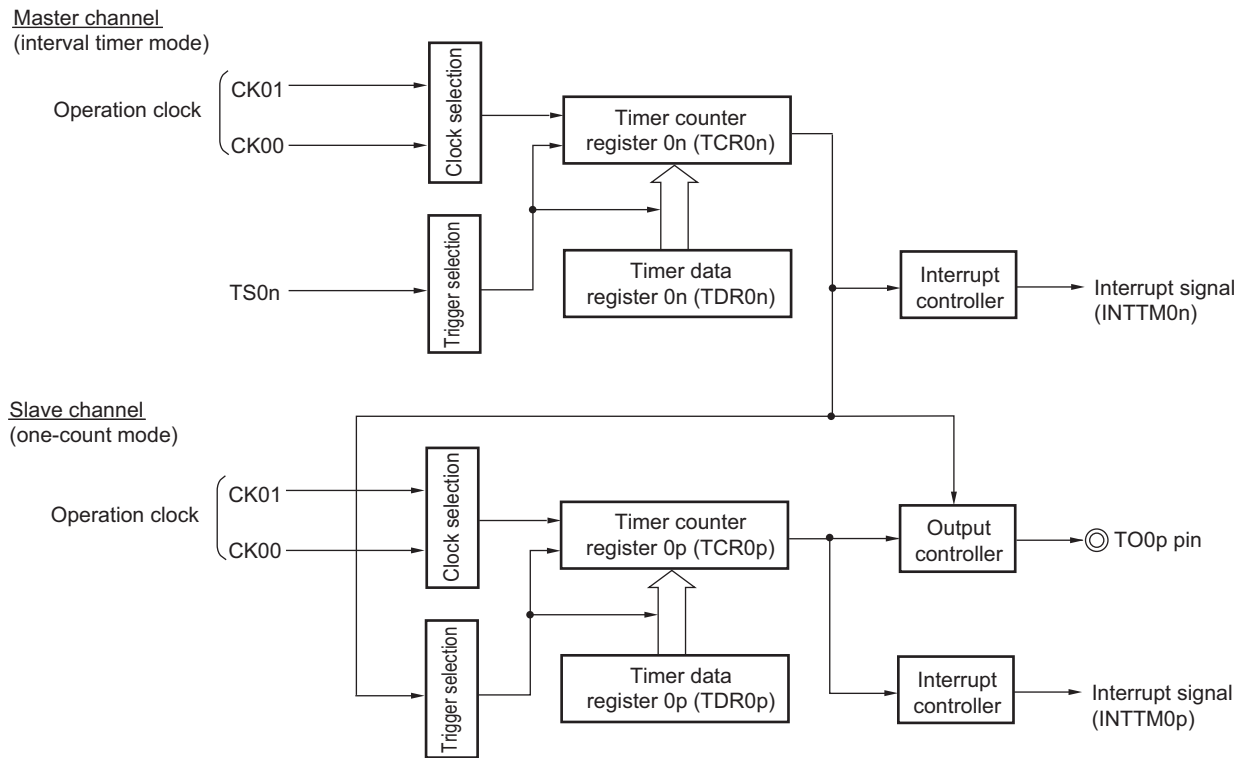 Master channel
(interval timer mode)
Operation clock
CK01
CK00
Clock selection
Timer counter
register 0n (TCR0n)
TS0n
Trigger selection
Timer data
register 0n (TDR0n)
Interrupt
controller
Interrupt signal
(INTTM0n)
Slave channel
(one-count mode)
Operation clock
CK01
CK00
Clock selection
Timer counter
register 0p (TCR0p)
Output
controller
TO0p pin
Trigger selection
Timer data
register 0p (TDR0p)
Interrupt
controller
Interrupt signal
(INTTM0p)